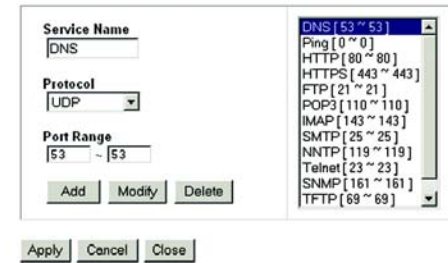 Service Name
DNS
Protocol
UDP
Port Range
53 ~ 53
Add Modify Delete
DNS [ 53 ~ 53 ]
Ping [ 0 ~ 0 ]
HTTP [ 80 ~ 80 ]
HTTPS [ 443 ~ 443 ]
FTP [ 21 ~ 21 ]
POP3 [ 110 ~ 110 ]
IMAP [ 143 ~ 143 ]
SMTP [ 25 ~ 25 ]
NNTP [ 119 ~ 119 ]
Telnet [ 23 ~ 23 ]
SNMP [ 161 ~ 161 ]
TFTP [ 69 ~ 69 ]
Apply Cancel Close